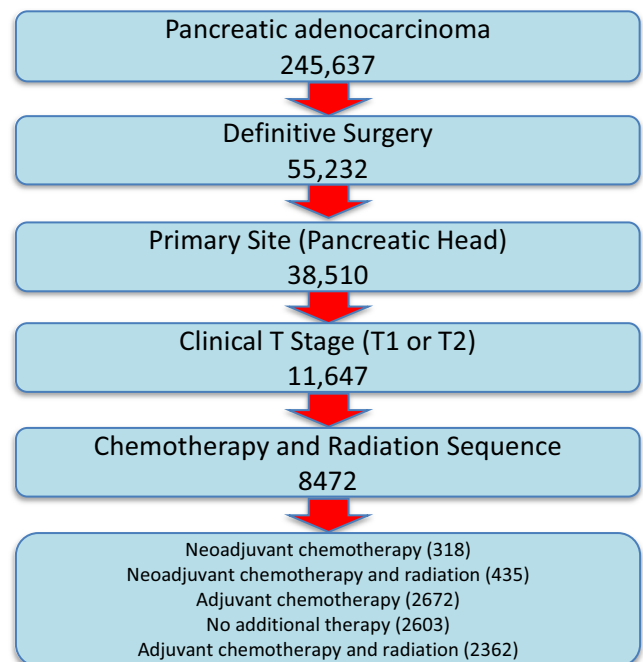 Pancreatic adenocarcinoma
245,637
Definitive Surgery
55,232
Primary Site (Pancreatic Head)
38,510
Clinical T Stage (T1 or T2)
11,647
Chemotherapy and Radiation Sequence
8472
Neoadjuvant chemotherapy (318)
Neoadjuvant chemotherapy and radiation (435)
Adjuvant chemotherapy (2672)
No additional therapy (2603)
Adjuvant chemotherapy and radiation (2362)